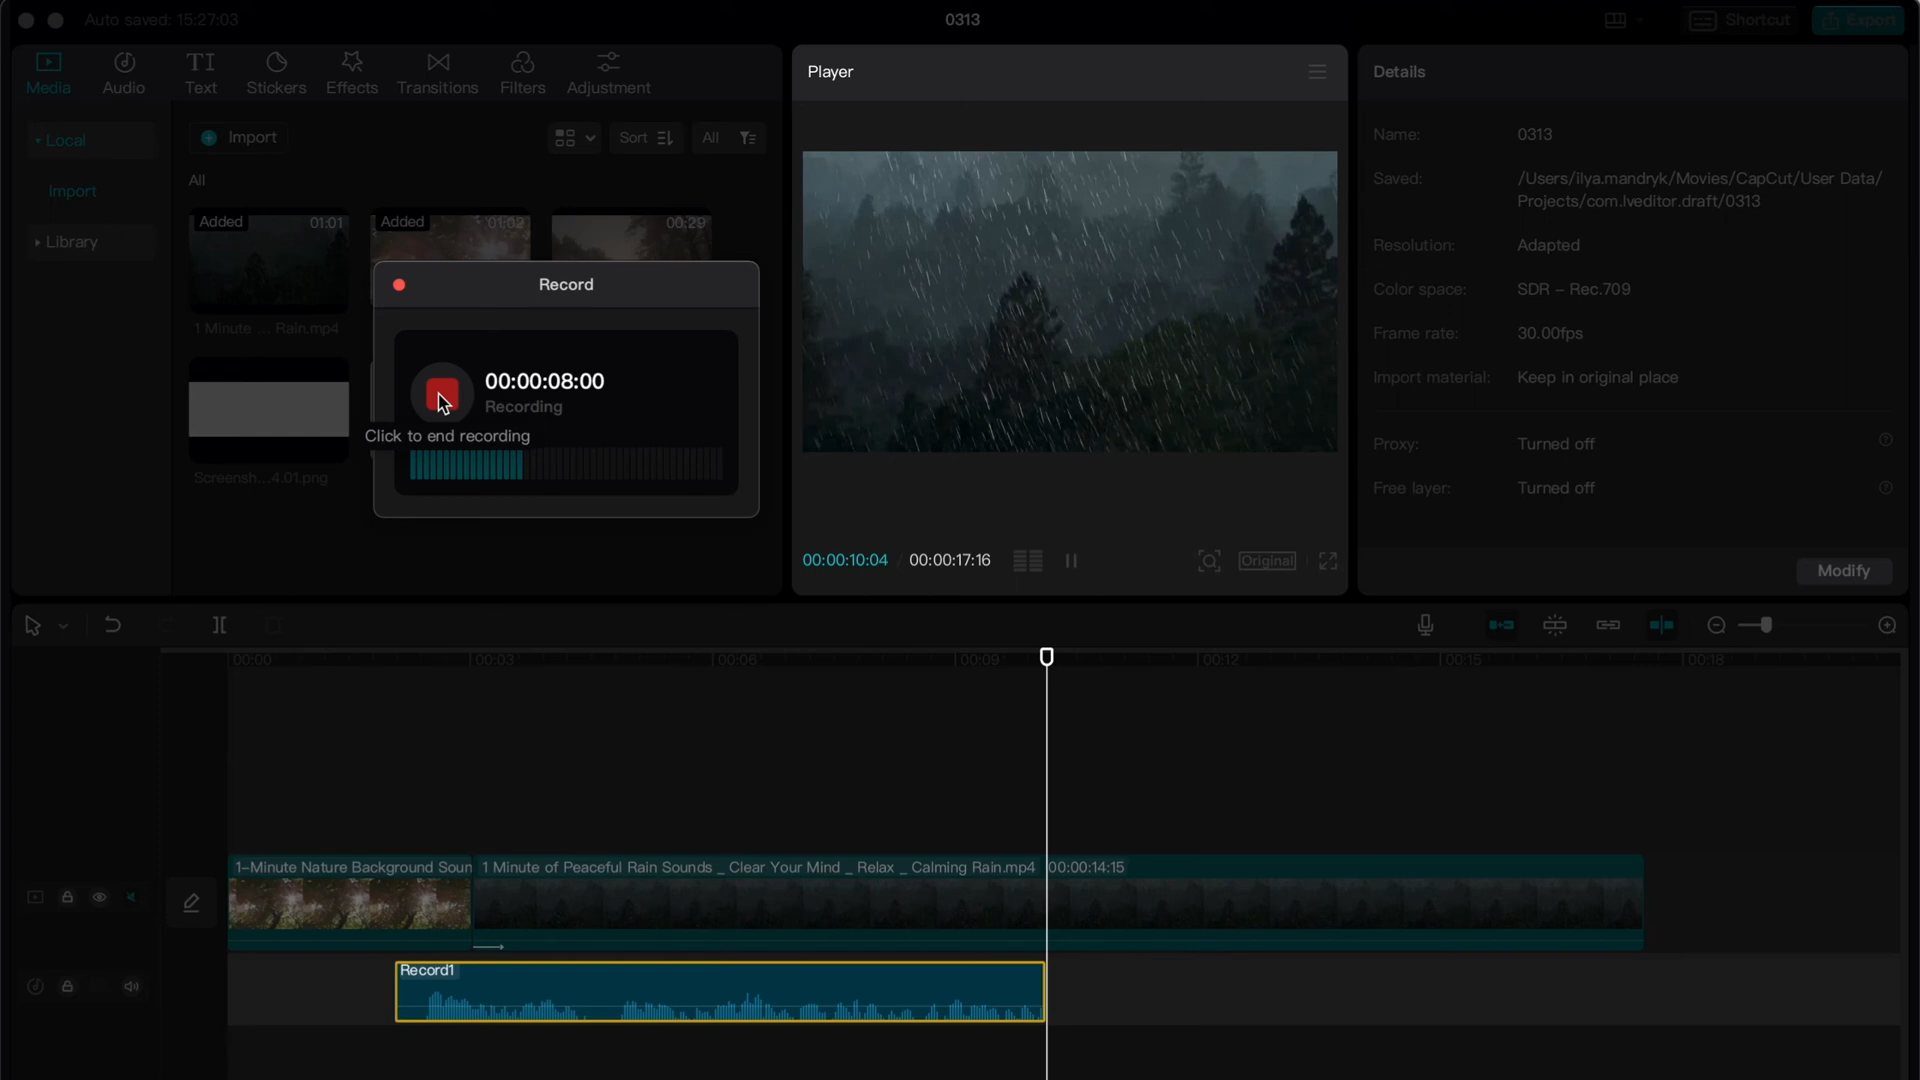 Auto saved: 15:27:03
0313
Shortcut
Export
Media
Audio
TI
Text
Stickers
Effects
Transitions
Filters
Adjustment
Local
Import
Library
Import
Sort
All
All
Added
01:01
1 Minute ... Rain.mp4
Added
01:02
00:29
Screensh...4.01.png
Record
00:00:08:00
Recording
Click to end recording
Player
00:00:10:04 / 00:00:17:16
Original
Details
Name: 0313
Saved: /Users/ilya.mandryk/Movies/CapCut/User Data/
Projects/com.lveditor.draft/0313
Resolution: Adapted
Color space: SDR – Rec.709
Frame rate: 30.00fps
Import material: Keep in original place
Proxy: Turned off
Free layer: Turned off
Modify
00:00
00:03
00:06
00:09
00:12
00:15
00:18
1–Minute Nature Background Soun
1 Minute of Peaceful Rain Sounds _ Clear Your Mind _ Relax _ Calming Rain.mp4 00:00:14:15
Record1